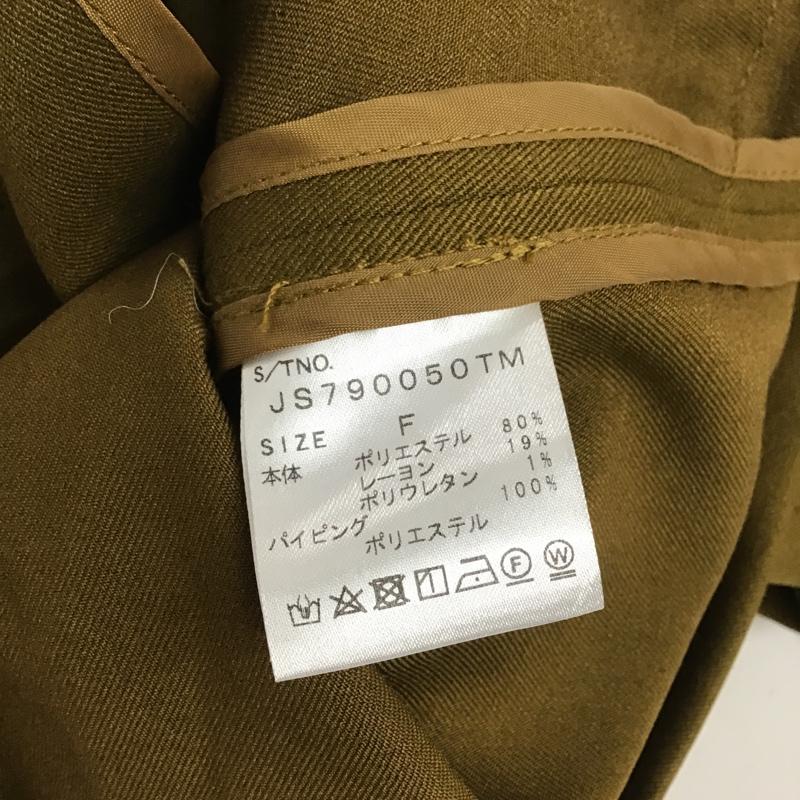 S/TNO.
JS790050TM
SIZE F
本体 ポリエステル 80%
レーヨン 19%
ポリウレタン 1%
パイピング ポリエステル 100%
F W